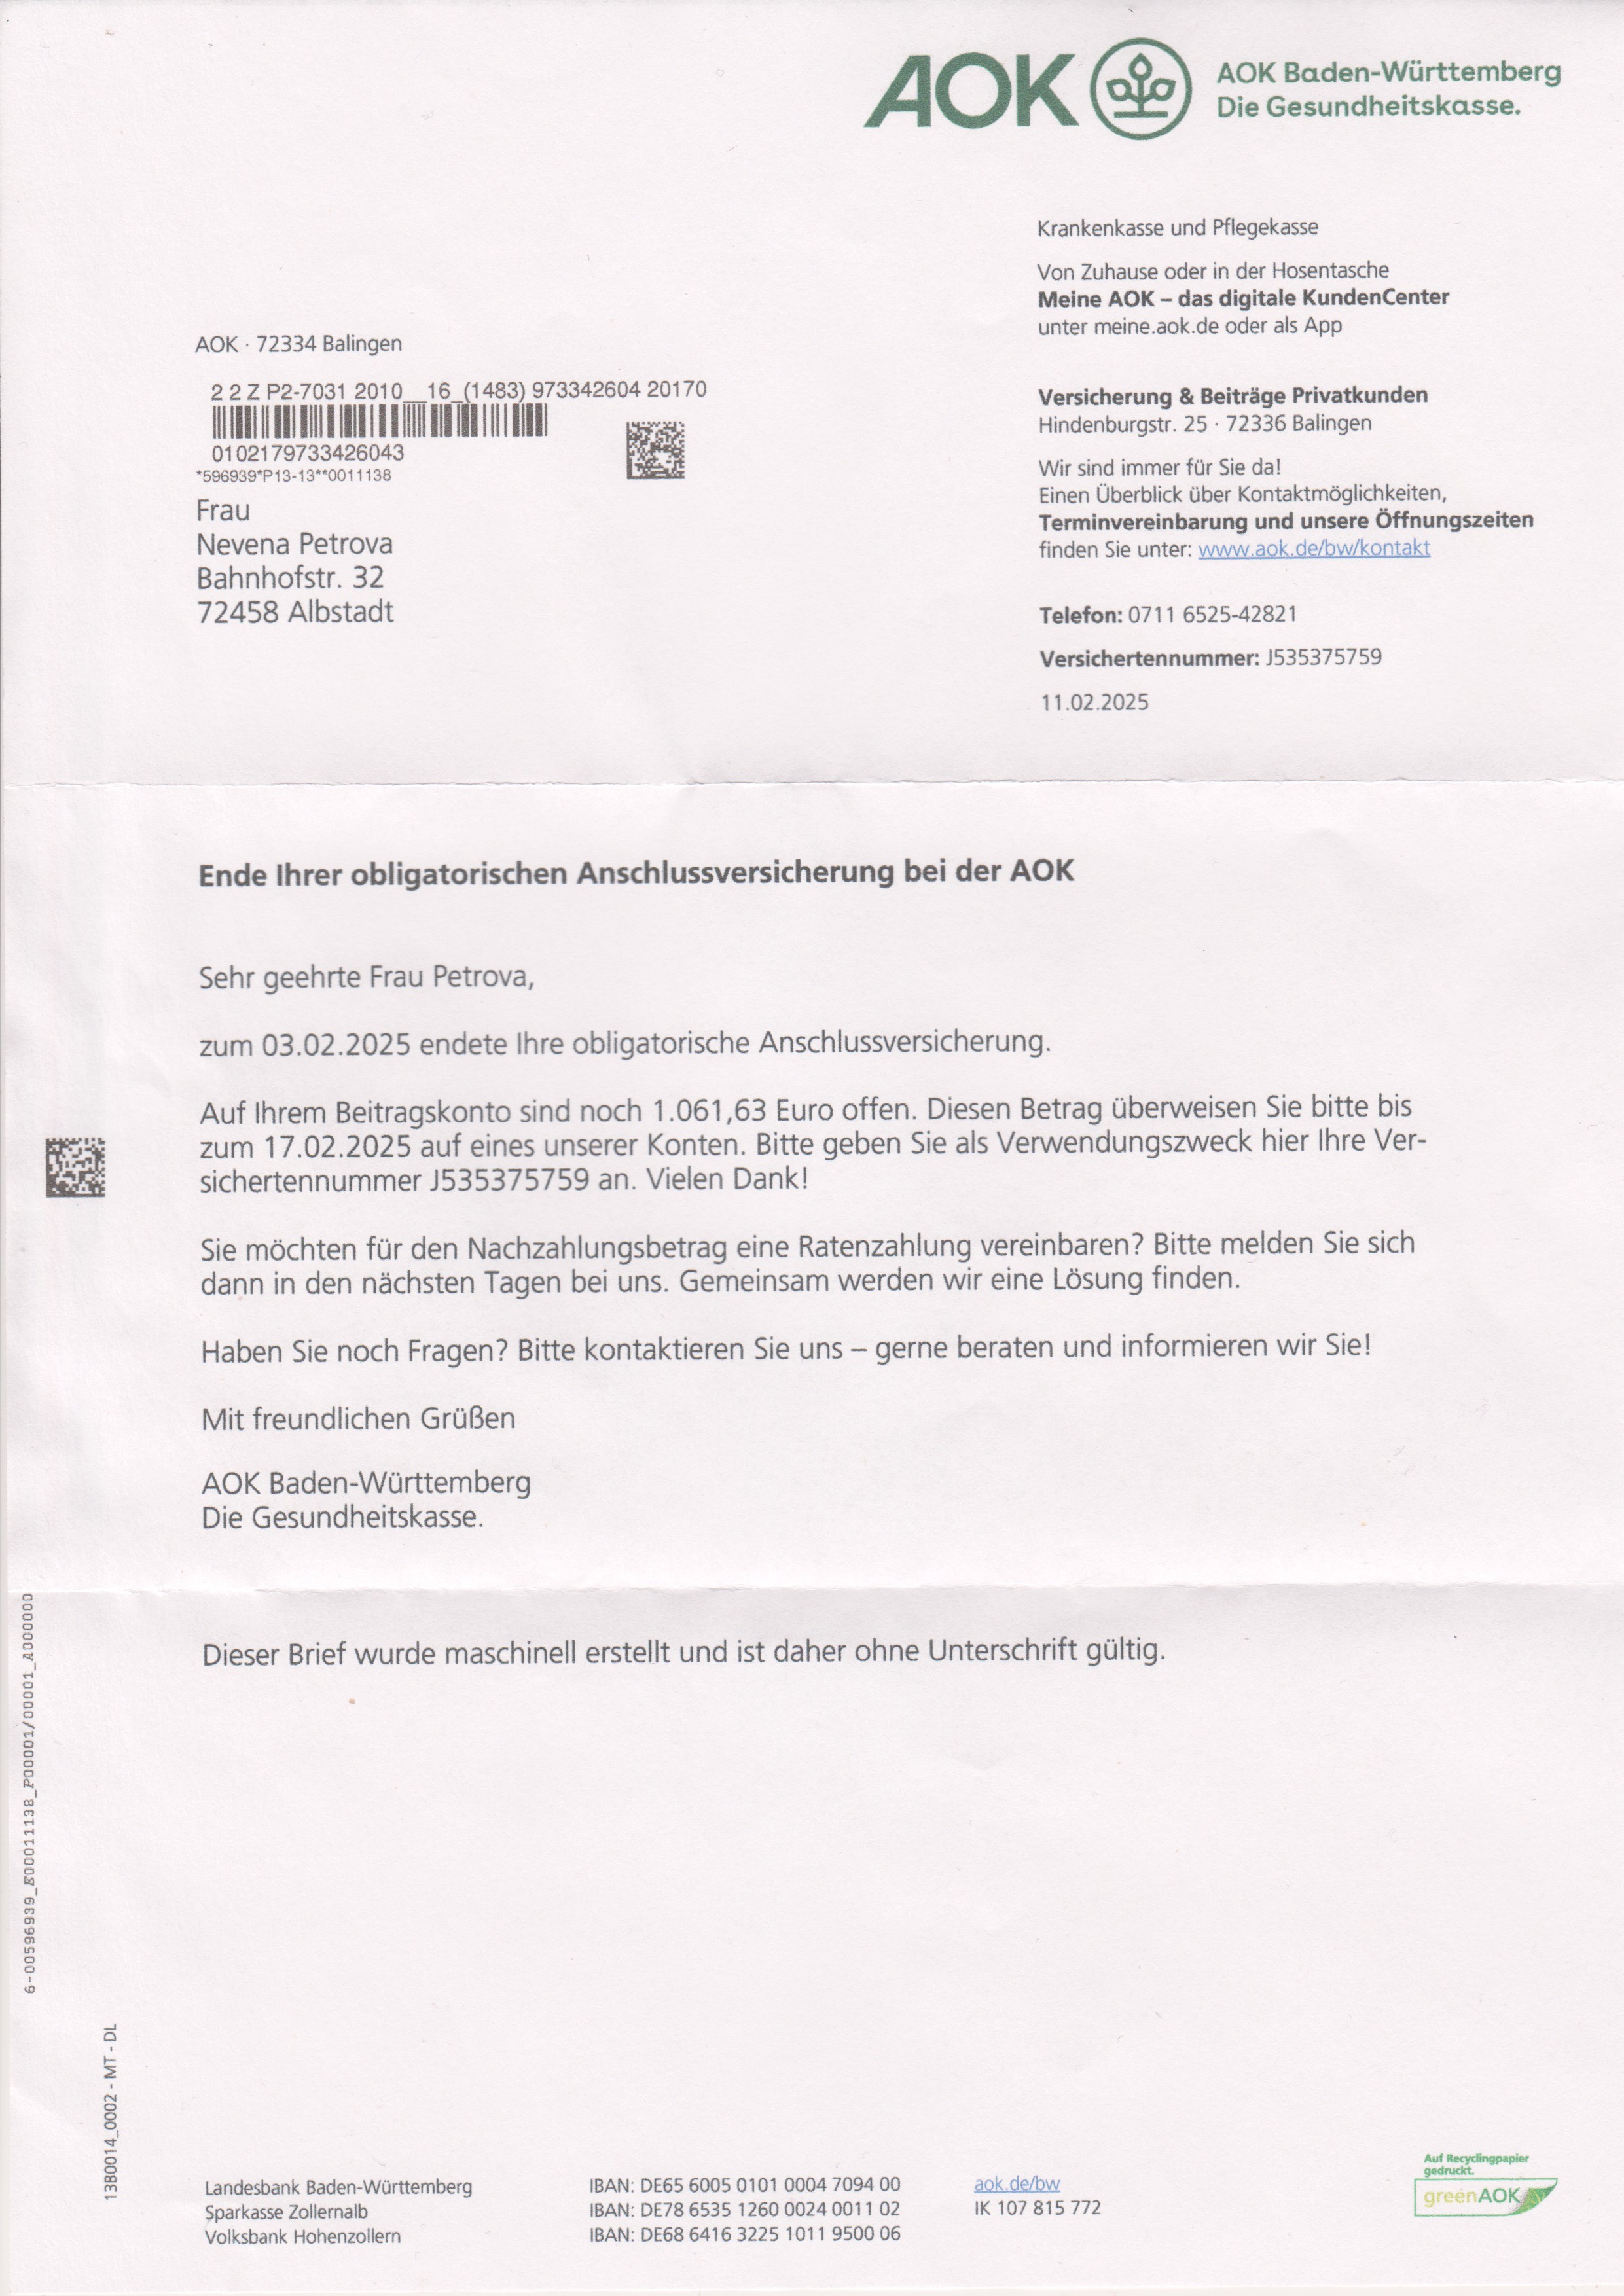 AOK
AOK Baden-Württemberg
Die Gesundheitskasse.
Krankenkasse und Pflegekasse
Von Zuhause oder in der Hosentasche
Meine AOK – das digitale KundenCenter
unter meine.aok.de oder als App
AOK · 72334 Balingen
2 2 Z P2-7031 2010__16_(1483) 973342604 20170
0102179733426043
*596939*P13-13**0011138
Frau
Nevena Petrova
Bahnhofstr. 32
72458 Albstadt
Versicherung & Beiträge Privatkunden
Hindenburgstr. 25 · 72336 Balingen
Wir sind immer für Sie da!
Einen Überblick über Kontaktmöglichkeiten,
Terminvereinbarung und unsere Öffnungszeiten
finden Sie unter: www.aok.de/bw/kontakt
Telefon: 0711 6525-42821
Versichertennummer: J535375759
11.02.2025
Ende Ihrer obligatorischen Anschlussversicherung bei der AOK
Sehr geehrte Frau Petrova,
zum 03.02.2025 endete Ihre obligatorische Anschlussversicherung.
Auf Ihrem Beitragskonto sind noch 1.061,63 Euro offen. Diesen Betrag überweisen Sie bitte bis
zum 17.02.2025 auf eines unserer Konten. Bitte geben Sie als Verwendungszweck hier Ihre Ver-
sichertennummer J535375759 an. Vielen Dank!
Sie möchten für den Nachzahlungsbetrag eine Ratenzahlung vereinbaren? Bitte melden Sie sich
dann in den nächsten Tagen bei uns. Gemeinsam werden wir eine Lösung finden.
Haben Sie noch Fragen? Bitte kontaktieren Sie uns – gerne beraten und informieren wir Sie!
Mit freundlichen Grüßen
AOK Baden-Württemberg
Die Gesundheitskasse.
Dieser Brief wurde maschinell erstellt und ist daher ohne Unterschrift gültig.
6-00596939_E00011138_P00001/00001_A000000
13B0014_0002 - MT - DL
Landesbank Baden-Württemberg IBAN: DE65 6005 0101 0004 7094 00 aok.de/bw
Sparkasse Zollernalb IBAN: DE78 6535 1260 0024 0011 02 IK 107 815 772
Volksbank Hohenzollern IBAN: DE68 6416 3225 1011 9500 06
Auf Recyclingpapier
gedruckt.
greenAOK